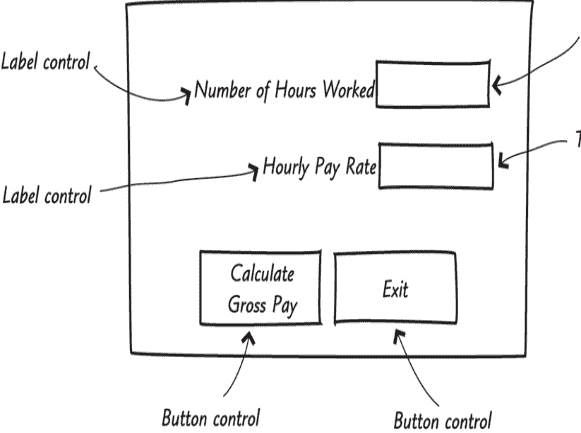 Label control
Number of Hours Worked
Hourly Pay Rate
Label control
Calculate
Gross Pay
Exit
Button control
Button control